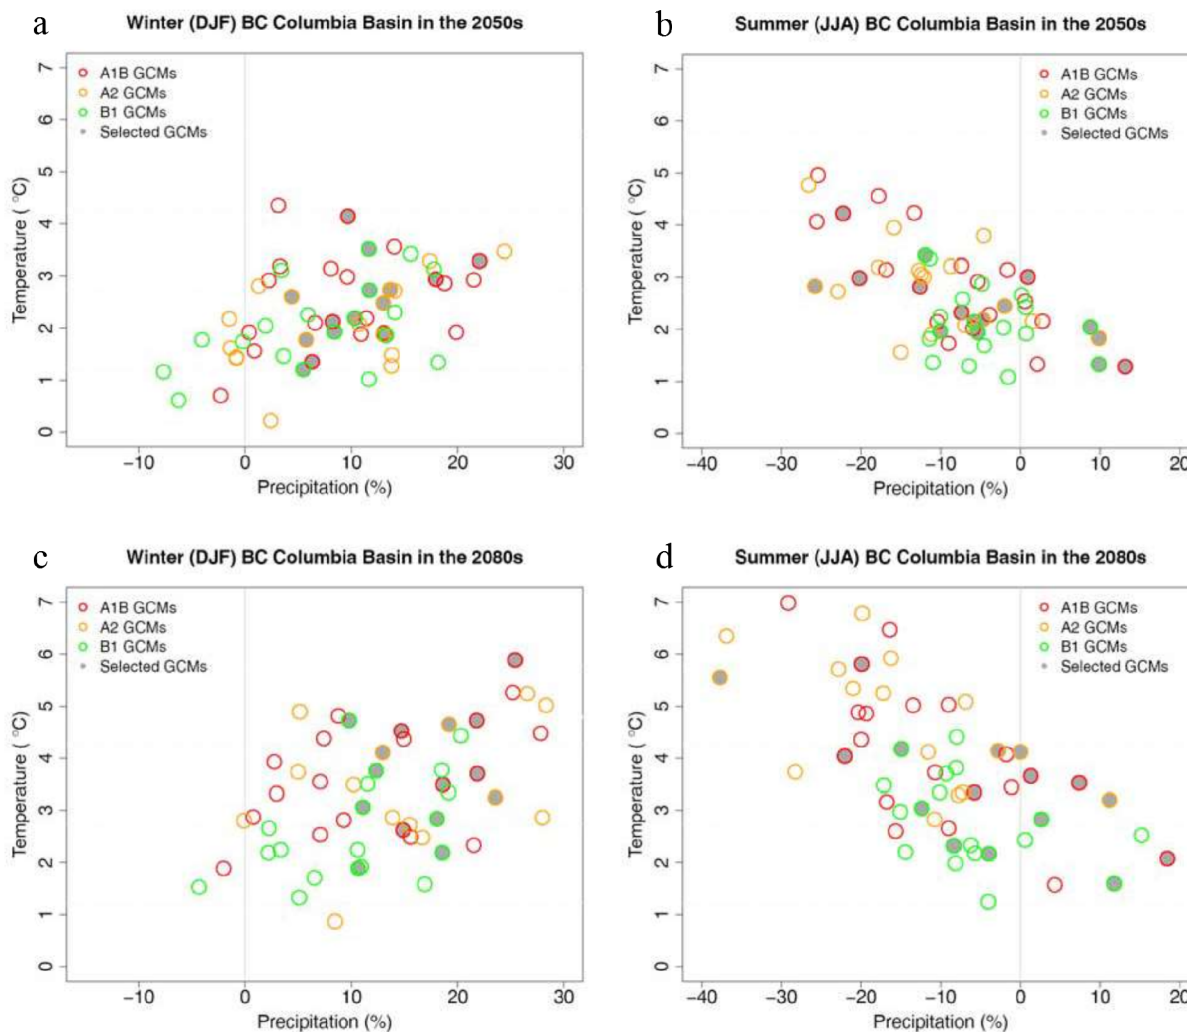 a
Winter (DJF) BC Columbia Basin in the 2050s
A1B GCMs
A2 GCMs
B1 GCMs
Selected GCMs
Temperature ( °C)
7
6
5
4
3
2
1
0
−10 0 10 20 30
Precipitation (%)
b
Summer (JJA) BC Columbia Basin in the 2050s
A1B GCMs
A2 GCMs
B1 GCMs
Selected GCMs
Temperature ( °C)
7
6
5
4
3
2
1
0
−40 −30 −20 −10 0 10 20
Precipitation (%)
c
Winter (DJF) BC Columbia Basin in the 2080s
A1B GCMs
A2 GCMs
B1 GCMs
Selected GCMs
Temperature ( °C)
7
6
5
4
3
2
1
0
−10 0 10 20 30
Precipitation (%)
d
Summer (JJA) BC Columbia Basin in the 2080s
A1B GCMs
A2 GCMs
B1 GCMs
Selected GCMs
Temperature ( °C)
7
6
5
4
3
2
1
0
−40 −30 −20 −10 0 10 20
Precipitation (%)